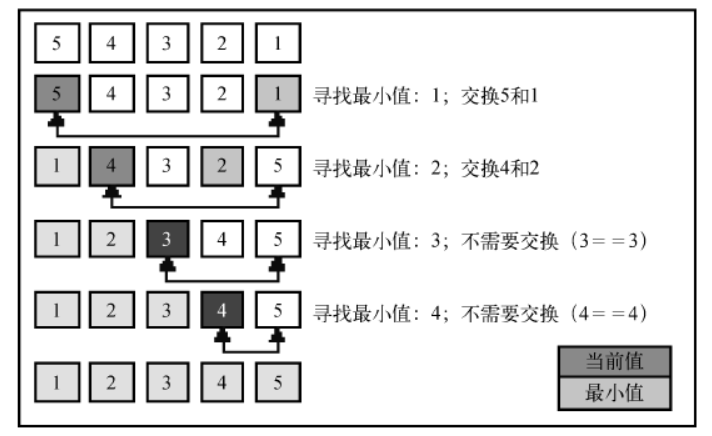 5 4 3 2 1
5 4 3 2 1 寻找最小值：1；交换5和1
1 4 3 2 5 寻找最小值：2；交换4和2
1 2 3 4 5 寻找最小值：3；不需要交换（3==3）
1 2 3 4 5 寻找最小值：4；不需要交换（4==4）
1 2 3 4 5
当前值
最小值